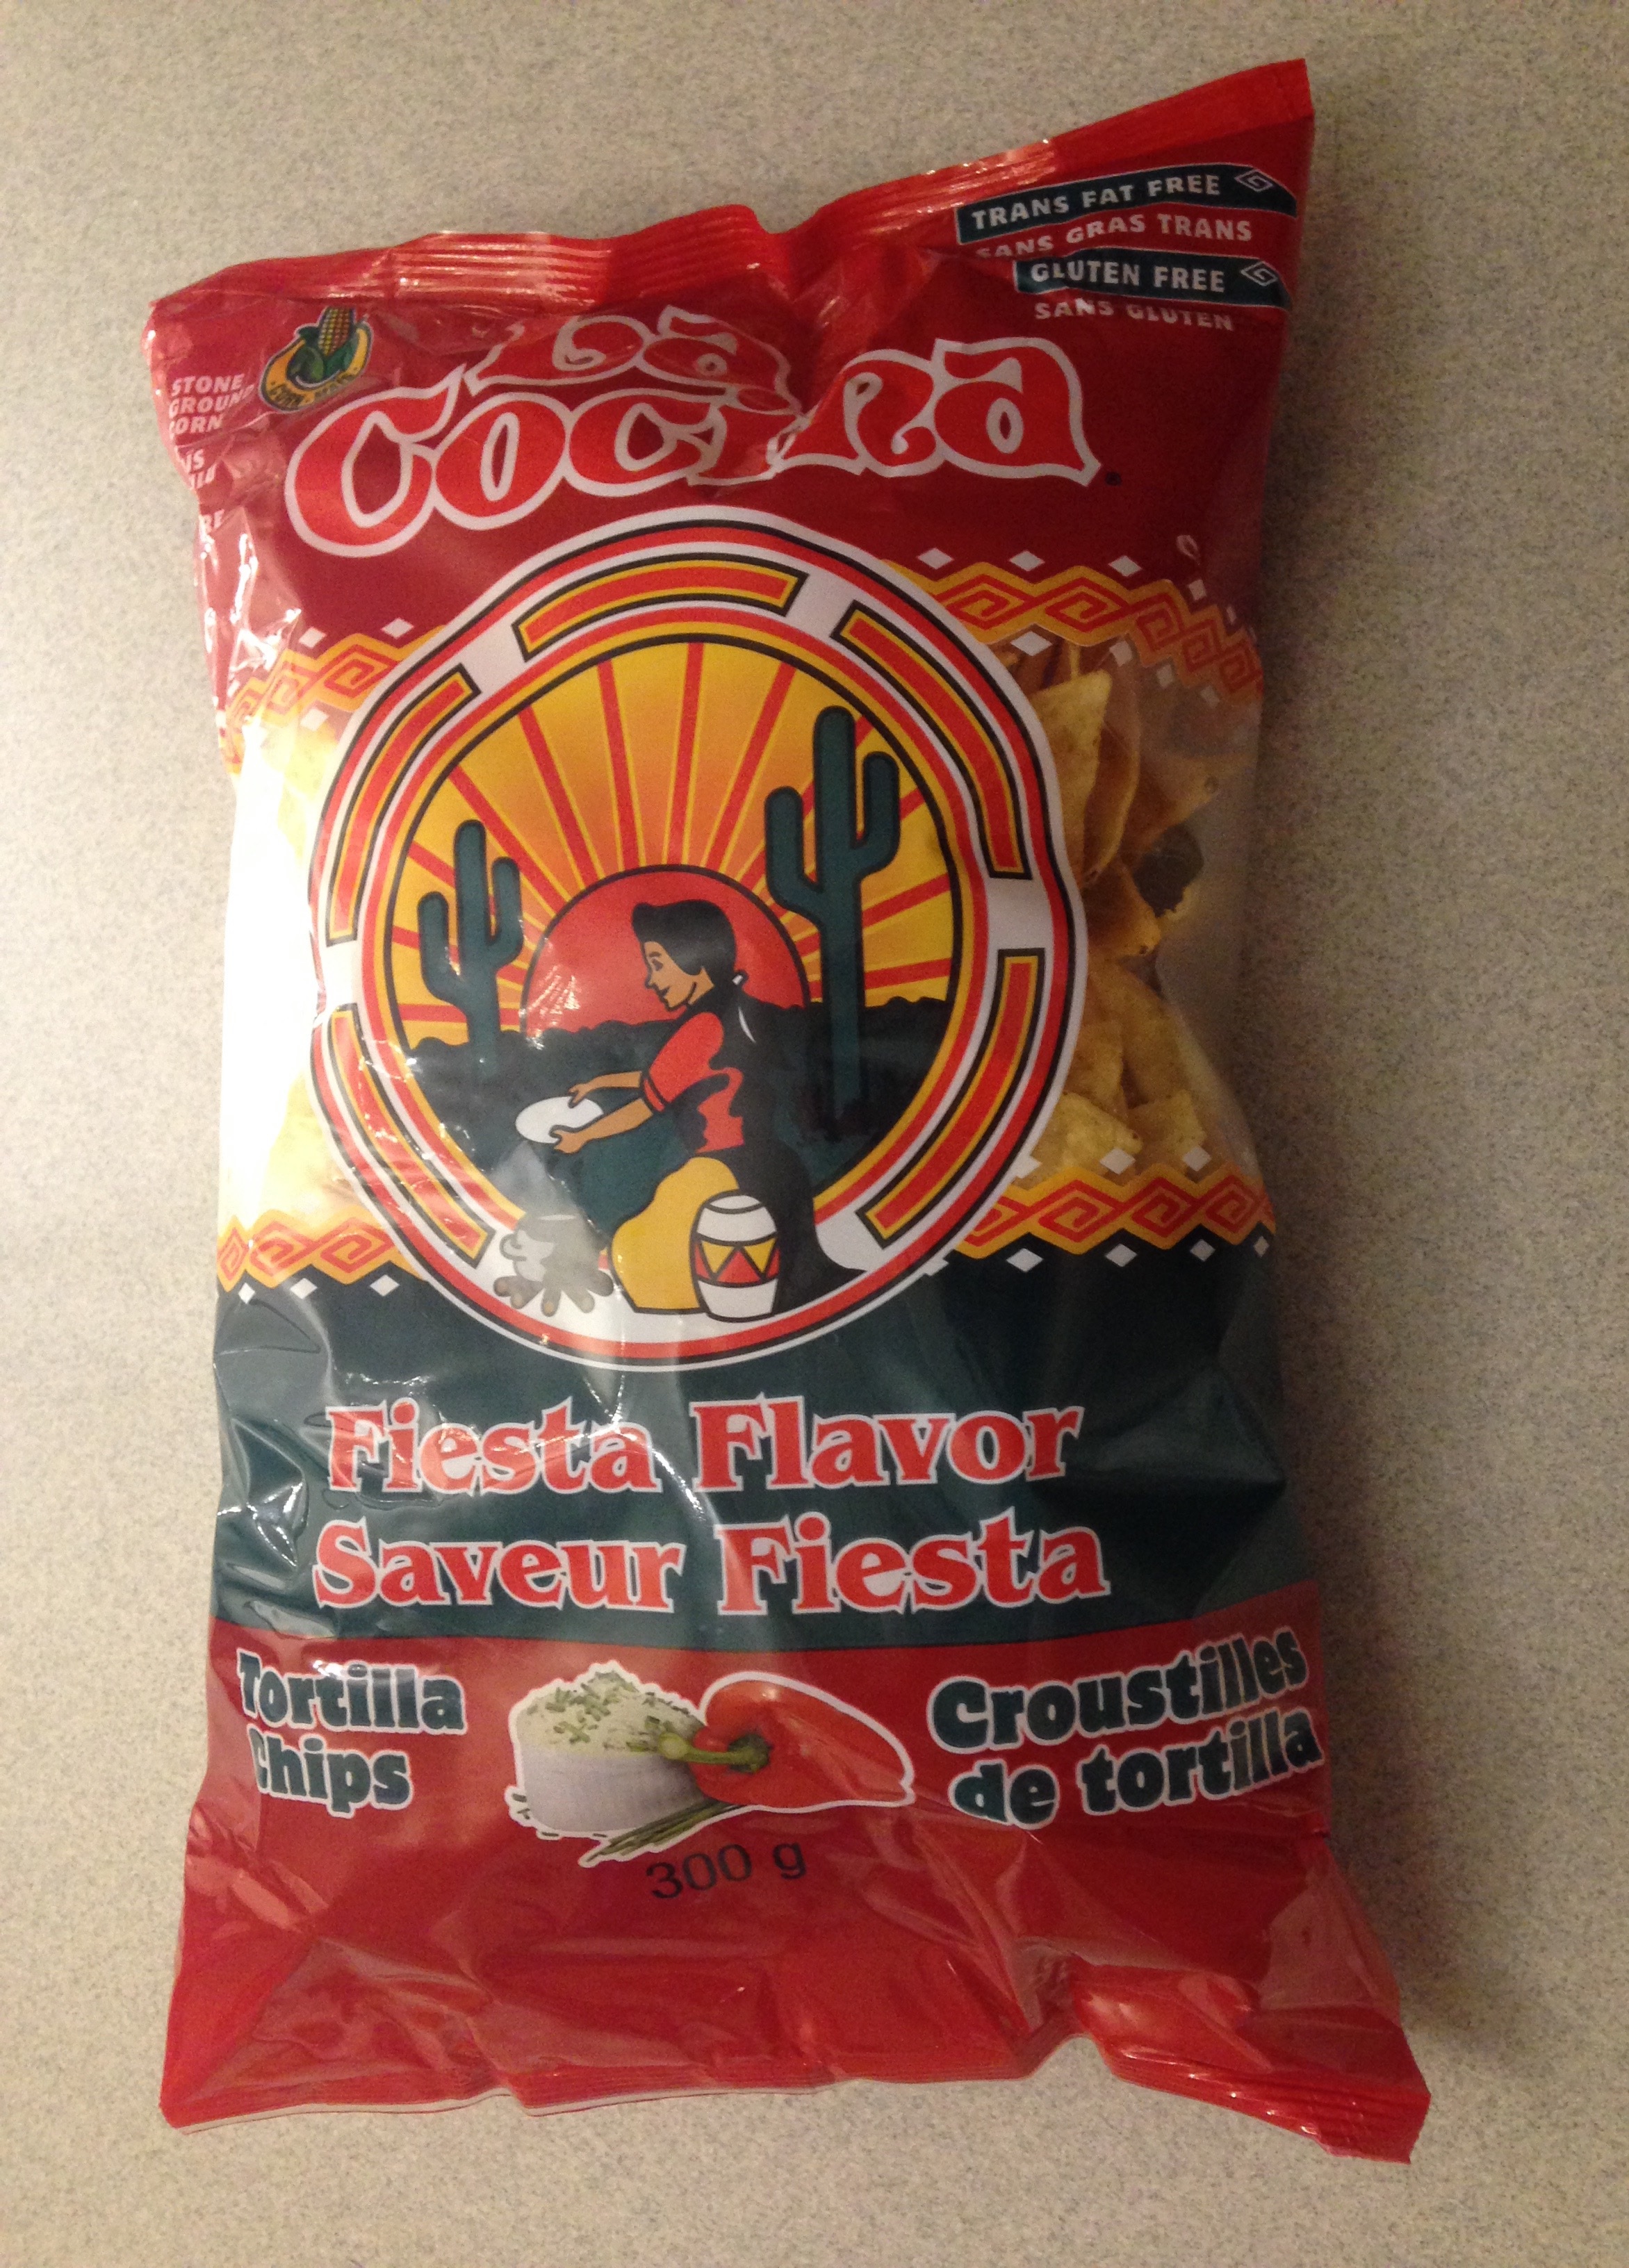 TRANS FAT FREE
SANS GRAS TRANS
GLUTEN FREE
SANS GLUTEN
STONE
GROUND
CORN
La
Cocina
Fiesta Flavor
Saveur Fiesta
Tortilla
Chips
Croustilles
de tortilla
300 g